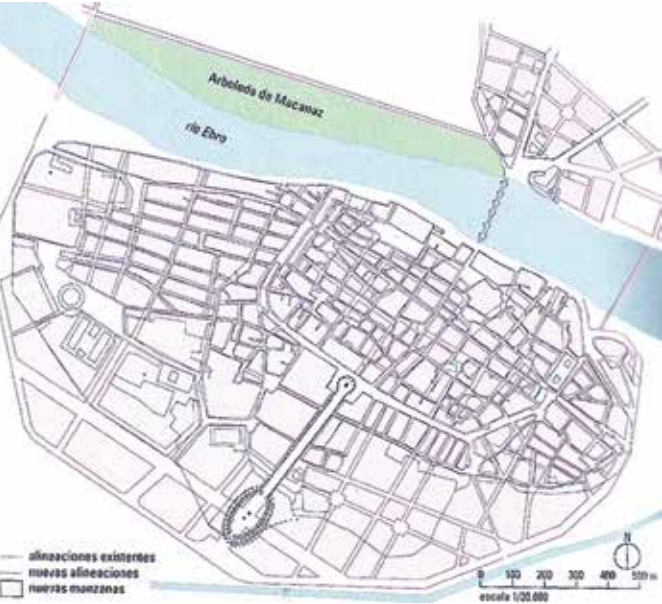 Arboleda de Macanaz
río Ebro
alineaciones existentes
nuevas alineaciones
nuevas manzanas
N
0 100 200 300 400 500 m
escala 1/20.000